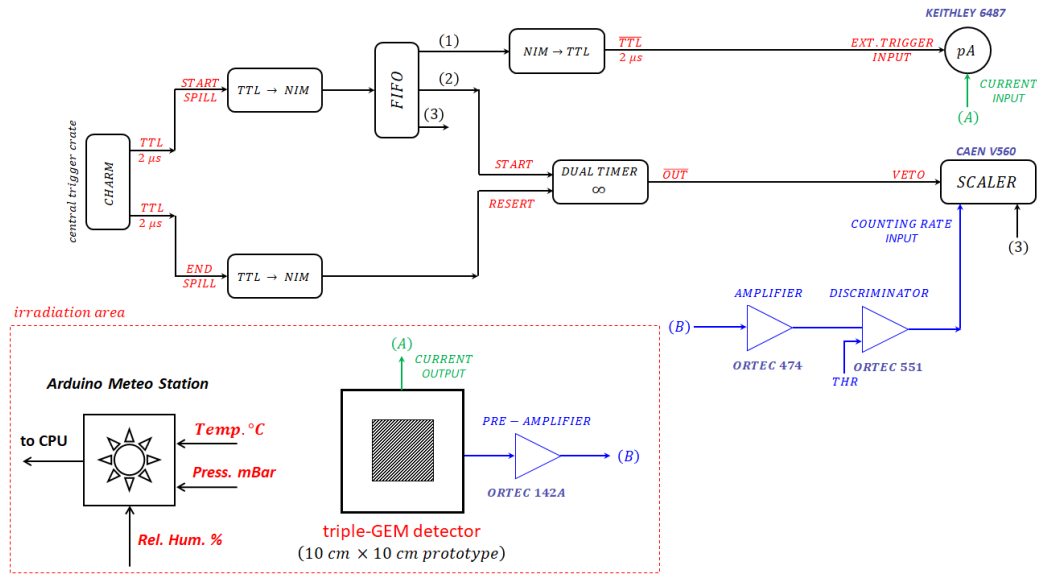 KEITHLEY 6487
(1)
NIM → TTL
TTL
2 μs
EXT.TRIGGER
INPUT
pA
CURRENT
INPUT
(A)
START
SPILL
TTL → NIM
FIFO
(2)
(3)
central trigger crate
CHARM
TTL
2 μs
TTL
2 μs
START
RESERT
DUAL TIMER
∞
OUT
VETO
CAEN V560
SCALER
COUNTING RATE
INPUT
(3)
END
SPILL
TTL → NIM
AMPLIFIER
DISCRIMINATOR
(B)
ORTEC 474
THR
ORTEC 551
irradiation area
(A)
CURRENT
OUTPUT
Arduino Meteo Station
to CPU
Temp.°C
Press. mBar
Rel. Hum. %
PRE − AMPLIFIER
(B)
ORTEC 142A
triple-GEM detector
(10 cm × 10 cm prototype)